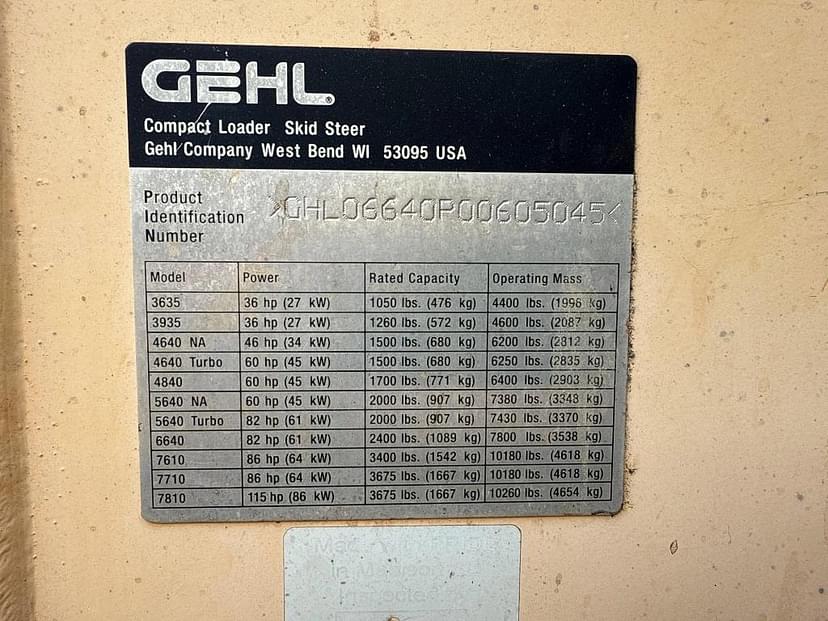 GEHL®
Compact Loader Skid Steer
Gehl Company West Bend WI 53095 USA
Product
Identification
Number
GHL06640P00605045
Model Power Rated Capacity Operating Mass
3635 36 hp (27 kW) 1050 lbs. (476 kg) 4400 lbs. (1996 kg)
3935 36 hp (27 kW) 1260 lbs. (572 kg) 4600 lbs. (2087 kg)
4640 NA 46 hp (34 kW) 1500 lbs. (680 kg) 6200 lbs. (2812 kg)
4640 Turbo 60 hp (45 kW) 1500 lbs. (680 kg) 6250 lbs. (2835 kg)
4840 60 hp (45 kW) 1700 lbs. (771 kg) 6400 lbs. (2903 kg)
5640 NA 60 hp (45 kW) 2000 lbs. (907 kg) 7380 lbs. (3348 kg)
5640 Turbo 82 hp (61 kW) 2000 lbs. (907 kg) 7430 lbs. (3370 kg)
6640 82 hp (61 kW) 2400 lbs. (1089 kg) 7800 lbs. (3538 kg)
7610 86 hp (64 kW) 3400 lbs. (1542 kg) 10180 lbs. (4618 kg)
7710 86 hp (64 kW) 3675 lbs. (1667 kg) 10180 lbs. (4618 kg)
7810 115 hp (86 kW) 3675 lbs. (1667 kg) 10260 lbs. (4654 kg)
in
Inspected